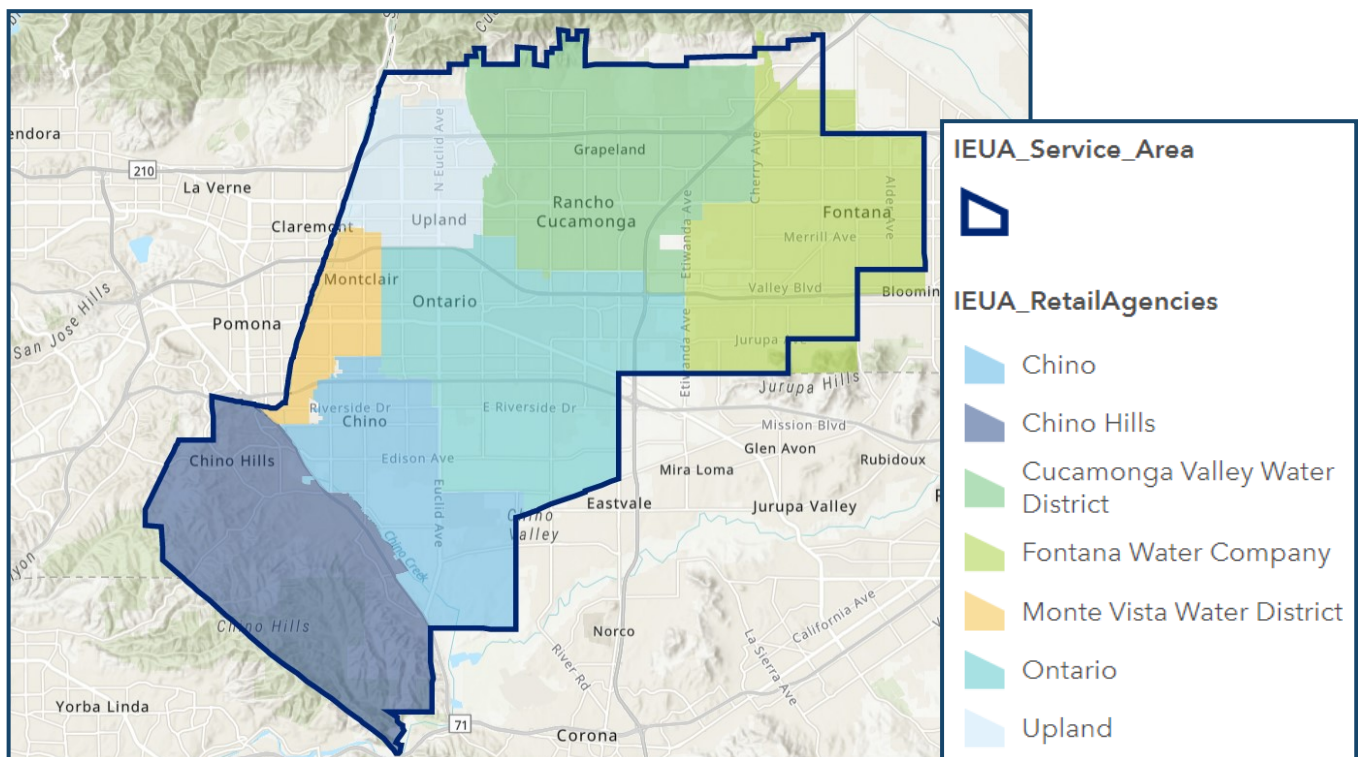 endora
210
La Verne
Claremont
Grapeland
N Euclid Ave
Upland
Rancho
Cucamonga
Cherry Ave
Etiwanda Ave
Fontana
Alder Ave
Merrill Ave
Montclair
Ontario
Valley Blvd
Bloomin
San Jose Hills
Pomona
Etiwanda Ave
Jurupa Ave
Jurupa Hills
Riverside Dr
Chino
E Riverside Dr
Mission Blvd
Glen Avon
Rubidoux
Chino Hills
Edison Ave
Mira Loma
Euclid Ave
Eastvale
Jurupa Valley
Chino
Valley
Chino Creek
Chino Hills
Norco
River Rd
La Sierra Ave
California Ave
Yorba Linda
71
Corona
IEUA_Service_Area
IEUA_RetailAgencies
Chino
Chino Hills
Cucamonga Valley Water
District
Fontana Water Company
Monte Vista Water District
Ontario
Upland